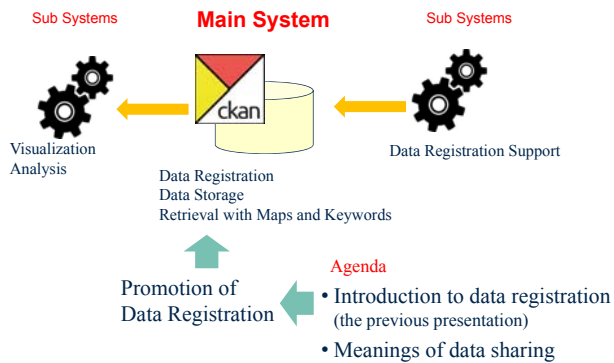 Sub Systems
Main System
Sub Systems
ckan
Visualization
Analysis
Data Registration Support
Data Registration
Data Storage
Retrieval with Maps and Keywords
Promotion of
Data Registration
Agenda
• Introduction to data registration
(the previous presentation)
• Meanings of data sharing